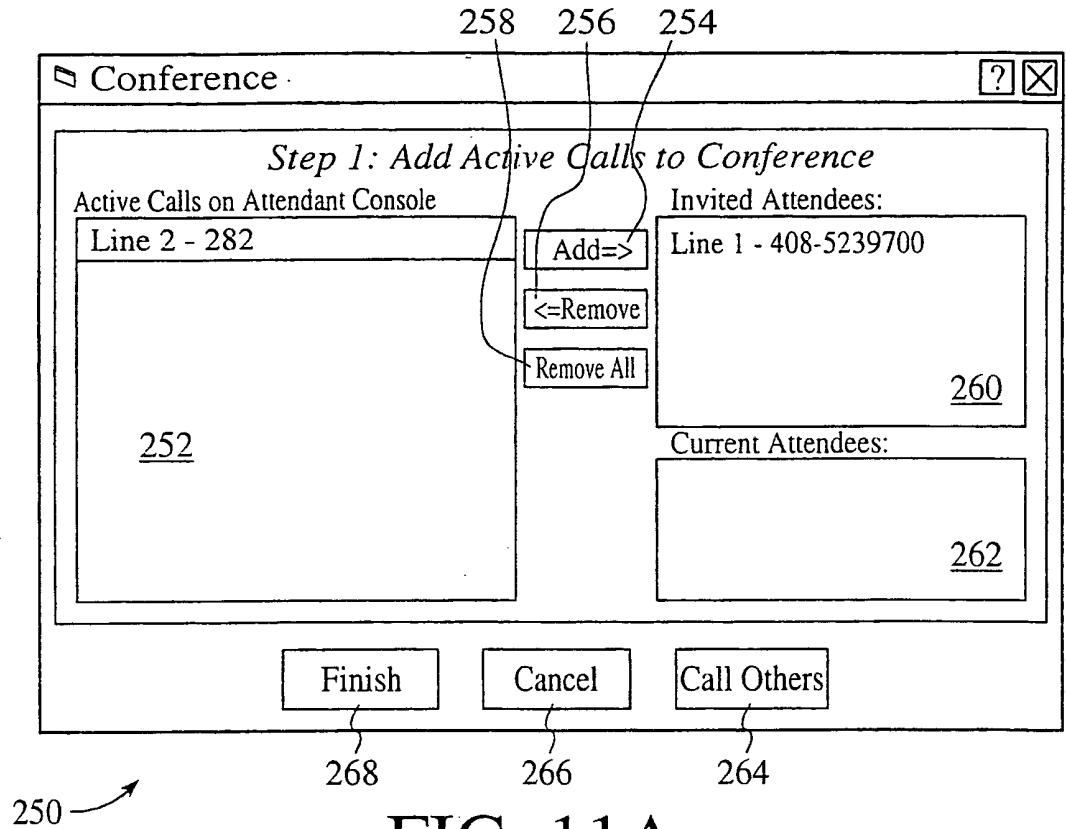 258 256 254
Conference
?
Step 1: Add Active Calls to Conference
Active Calls on Attendant Console
Invited Attendees:
Line 2 - 282
Add=>
Line 1 - 408-5239700
<=Remove
Remove All
260
252
Current Attendees:
262
Finish
Cancel
Call Others
268
266
264
250
FIG. 11A